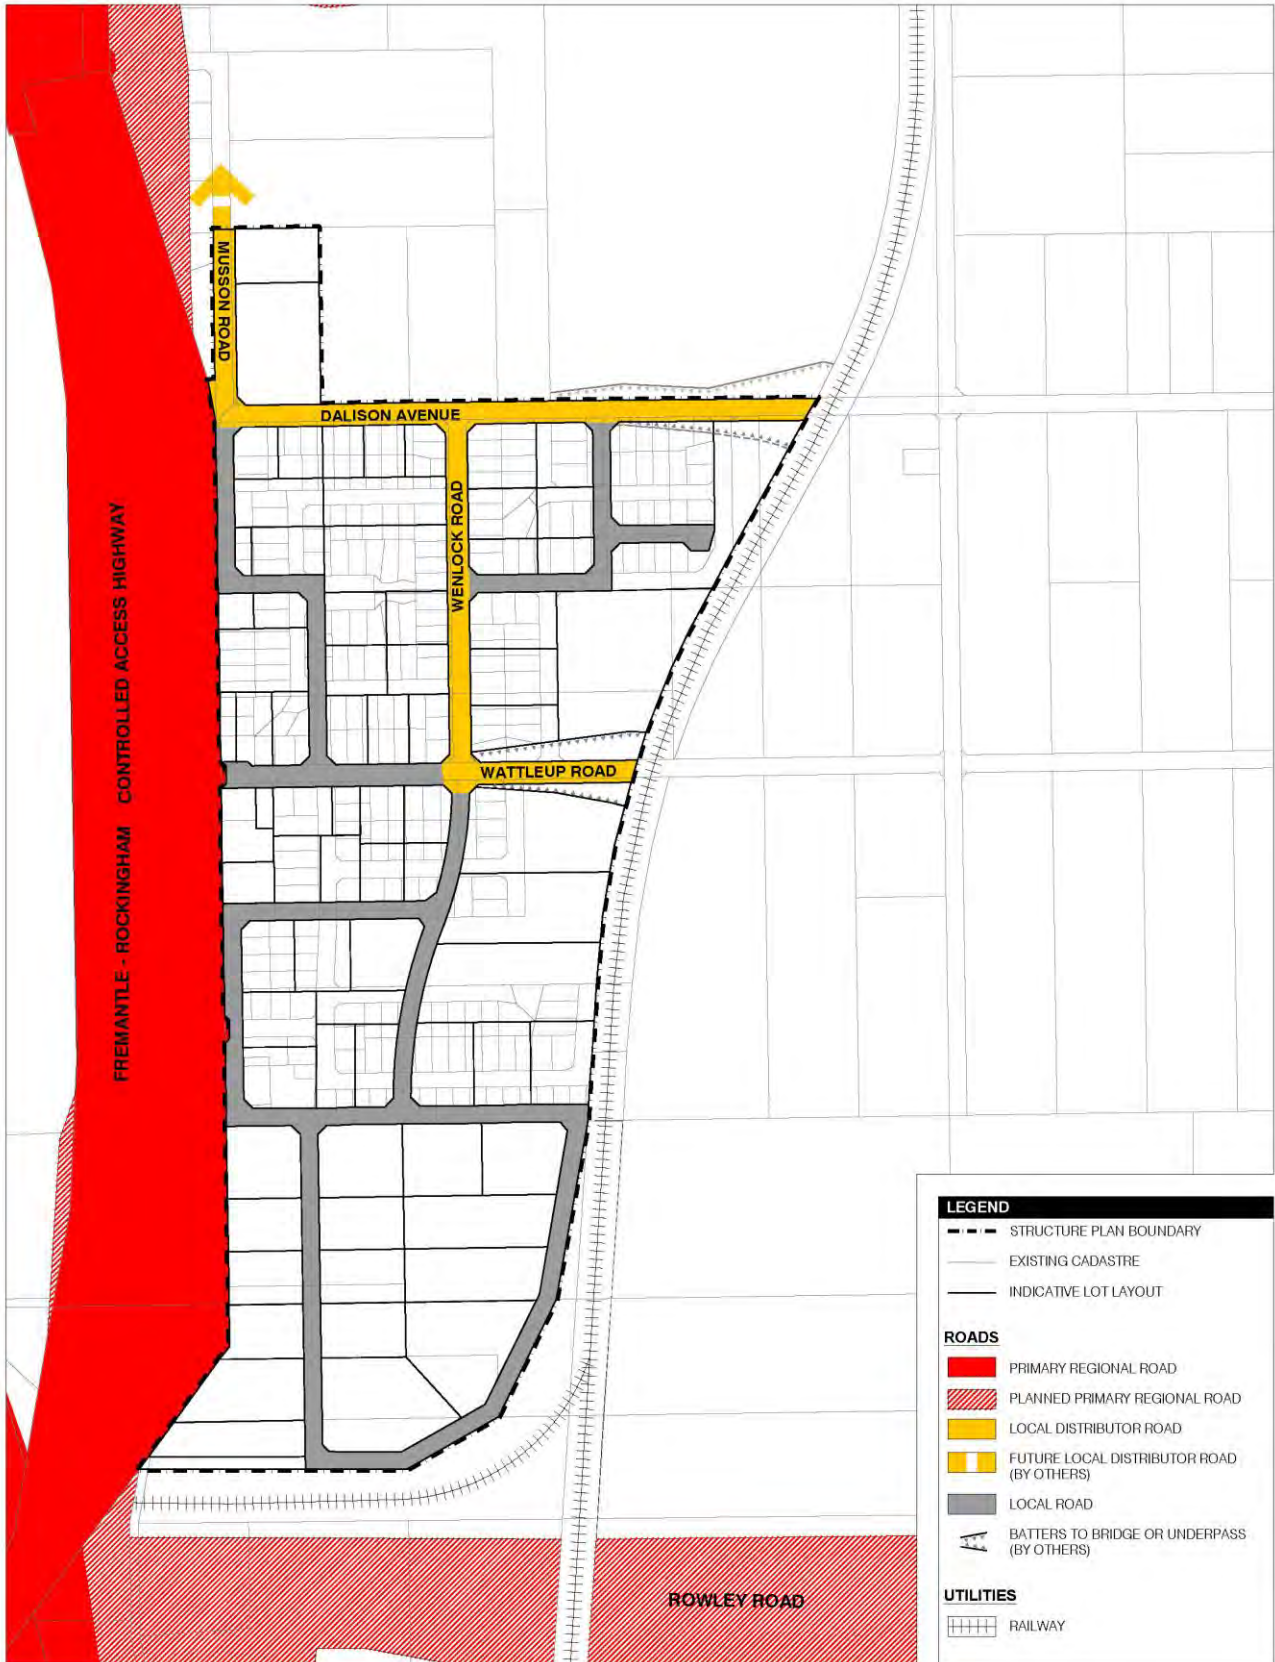 MUSSON ROAD
DALISON AVENUE
WENLOCK ROAD
FREMANTLE - ROCKINGHAM CONTROLLED ACCESS HIGHWAY
WATTLEUP ROAD
ROWLEY ROAD
LEGEND
STRUCTURE PLAN BOUNDARY
EXISTING CADASTRE
INDICATIVE LOT LAYOUT
ROADS
PRIMARY REGIONAL ROAD
PLANNED PRIMARY REGIONAL ROAD
LOCAL DISTRIBUTOR ROAD
FUTURE LOCAL DISTRIBUTOR ROAD
(BY OTHERS)
LOCAL ROAD
BATTERS TO BRIDGE OR UNDERPASS
(BY OTHERS)
UTILITIES
RAILWAY